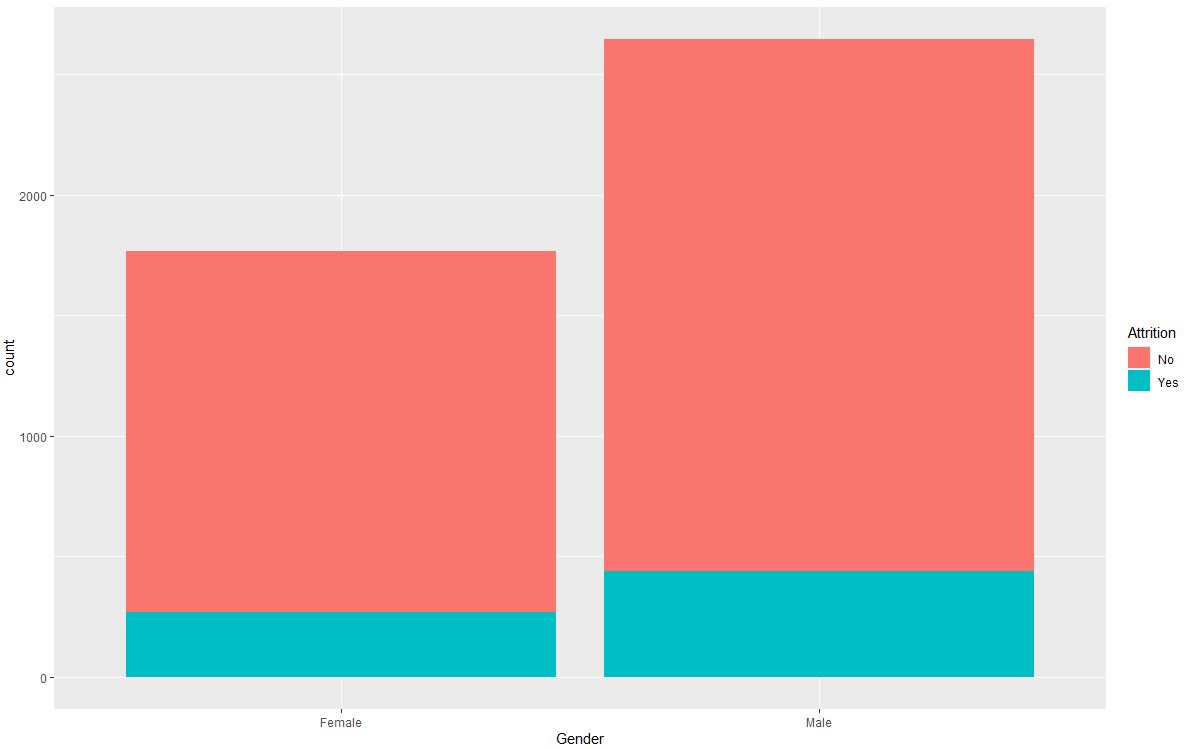 2000
1000
0
count
Female
Male
Gender
Attrition
No
Yes